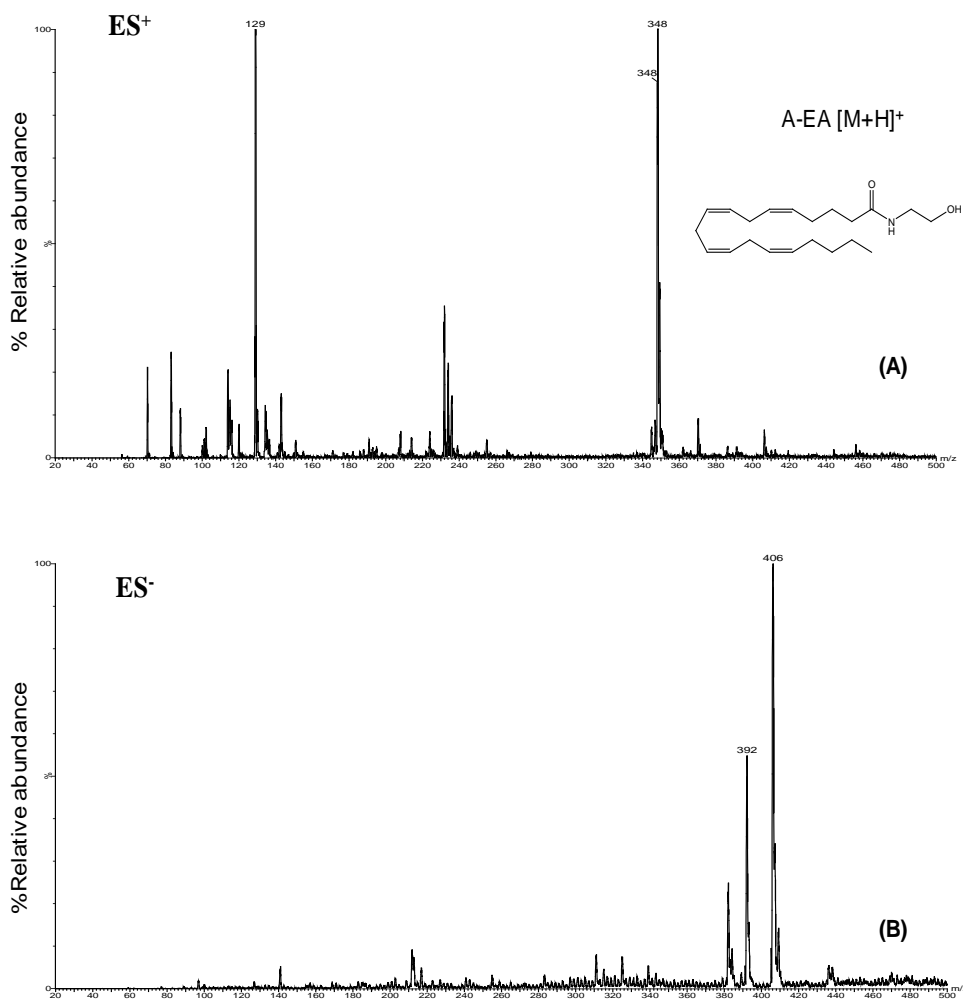 ES+
129
348
348
100
A-EA [M+H]+
O
OH
N
H
% Relative abundance
%
(A)
20 40 60 80 100 120 140 160 180 200 220 240 260 280 300 320 340 360 380 400 420 440 460 480 500 m/z
ES-
406
100
392
%Relative abundance
%
(B)
20 40 60 80 100 120 140 160 180 200 220 240 260 280 300 320 340 360 380 400 420 440 460 480 500 m/